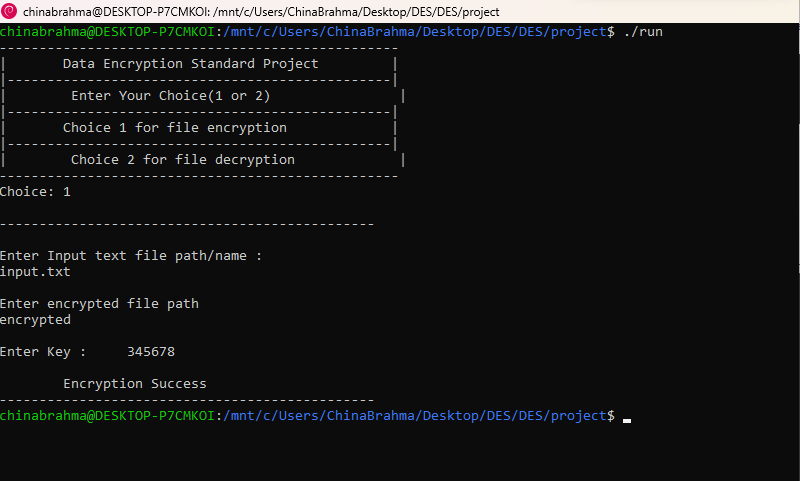 chinabrahma@DESKTOP-P7CMKOI: /mnt/c/Users/ChinaBrahma/Desktop/DES/DES/project
chinabrahma@DESKTOP-P7CMKOI:/mnt/c/Users/ChinaBrahma/Desktop/DES/DES/project$ ./run
--------------------------------------------------
|       Data Encryption Standard Project         |
|------------------------------------------------|
|        Enter Your Choice(1 or 2)                |
|------------------------------------------------|
|       Choice 1 for file encryption             |
|------------------------------------------------|
|        Choice 2 for file decryption             |
--------------------------------------------------
Choice: 1
-----------------------------------------------
Enter Input text file path/name :
input.txt
Enter encrypted file path
encrypted
Enter Key :     345678
        Encryption Success
-----------------------------------------------
chinabrahma@DESKTOP-P7CMKOI:/mnt/c/Users/ChinaBrahma/Desktop/DES/DES/project$